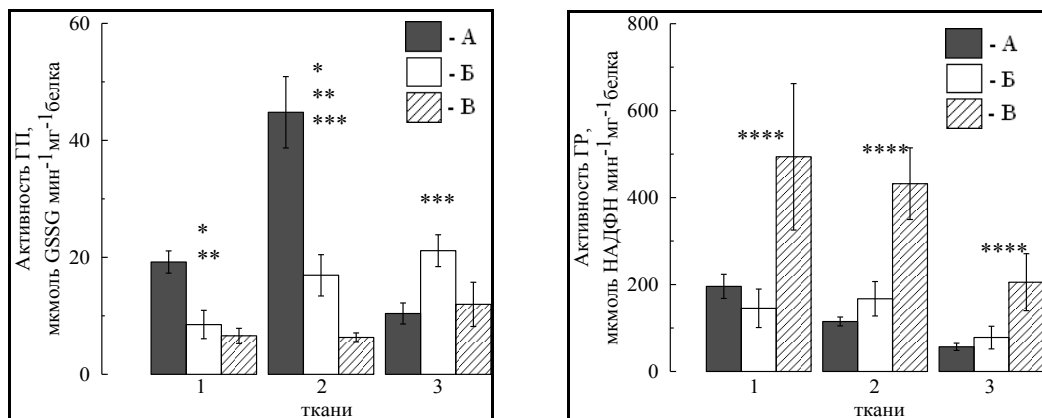 Активность ГП,
мкмоль GSSG мин⁻¹мг⁻¹белка
60
40
20
0
- А
- Б
- В
*
**
*
**
***
***
1 2 3
ткани
Активность ГР,
мкмоль НАДФН мин⁻¹мг⁻¹белка
800
600
400
200
0
- А
- Б
- В
****
****
****
1 2 3
ткани